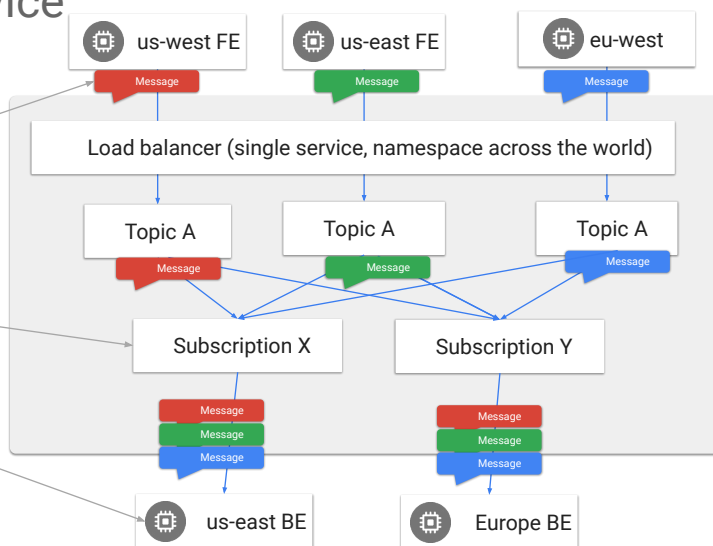 vice
us-west FE
us-east FE
eu-west
Message
Message
Message
Load balancer (single service, namespace across the world)
Topic A
Topic A
Topic A
Message
Message
Message
Subscription X
Subscription Y
Message
Message
Message
Message
Message
Message
us-east BE
Europe BE